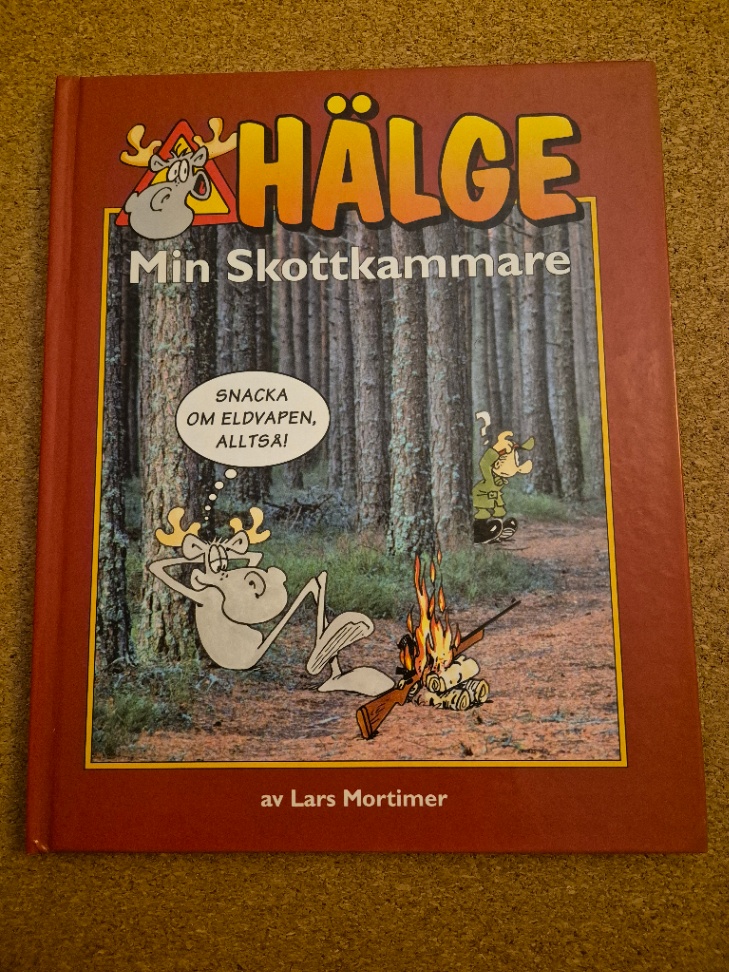 HÄLGE
Min Skottkammare
SNACKA
OM ELDVAPEN,
ALLTSÅ!
?
av Lars Mortimer